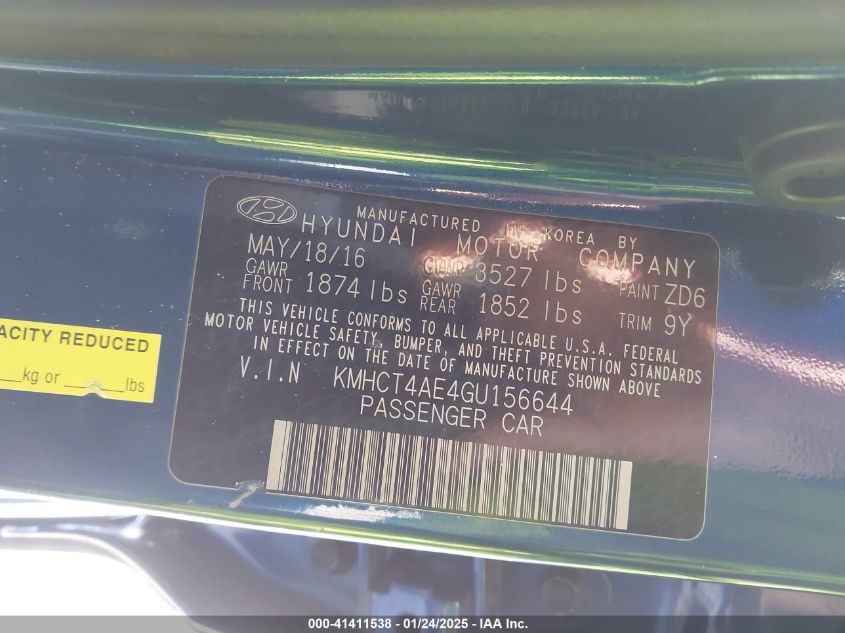 MANUFACTURED IN KOREA BY
HYUNDAI MOTOR COMPANY
MAY/18/16 GVWR 3527 lbs PAINT ZD6
GAWR FRONT 1874 lbs GAWR REAR 1852 lbs TRIM 9Y
THIS VEHICLE CONFORMS TO ALL APPLICABLE U.S.A. FEDERAL
MOTOR VEHICLE SAFETY, BUMPER, AND THEFT PREVENTION STANDARDS
IN EFFECT ON THE DATE OF MANUFACTURE SHOWN ABOVE
V.I.N KMHCT4AE4GU156644
PASSENGER CAR
ACITY REDUCED
___kg or ______lbs
000-41411538 - 01/24/2025 - IAA Inc.